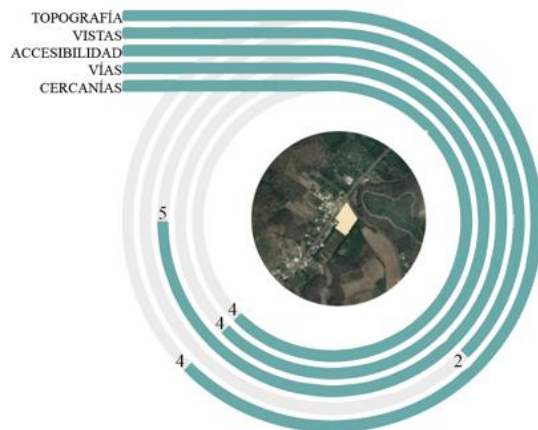 TOPOGRAFÍA
VISTAS
ACCESIBILIDAD
VÍAS
CERCANÍAS
5
4
4
4
2